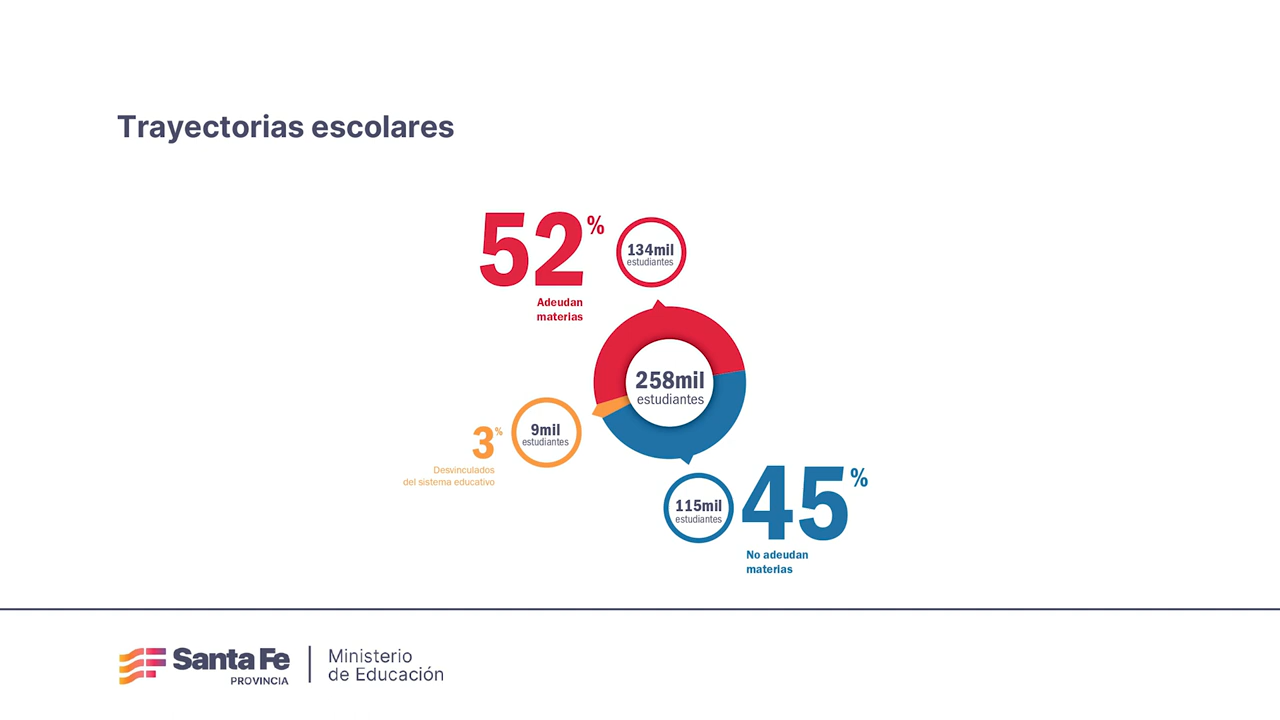 Trayectorias escolares
52%
134mil
estudiantes
Adeudan
materias
258mil
estudiantes
9mil
estudiantes
3%
Desvinculados
del sistema educativo
115mil
estudiantes
45%
No adeudan
materias
Santa Fe
PROVINCIA
Ministerio
de Educación